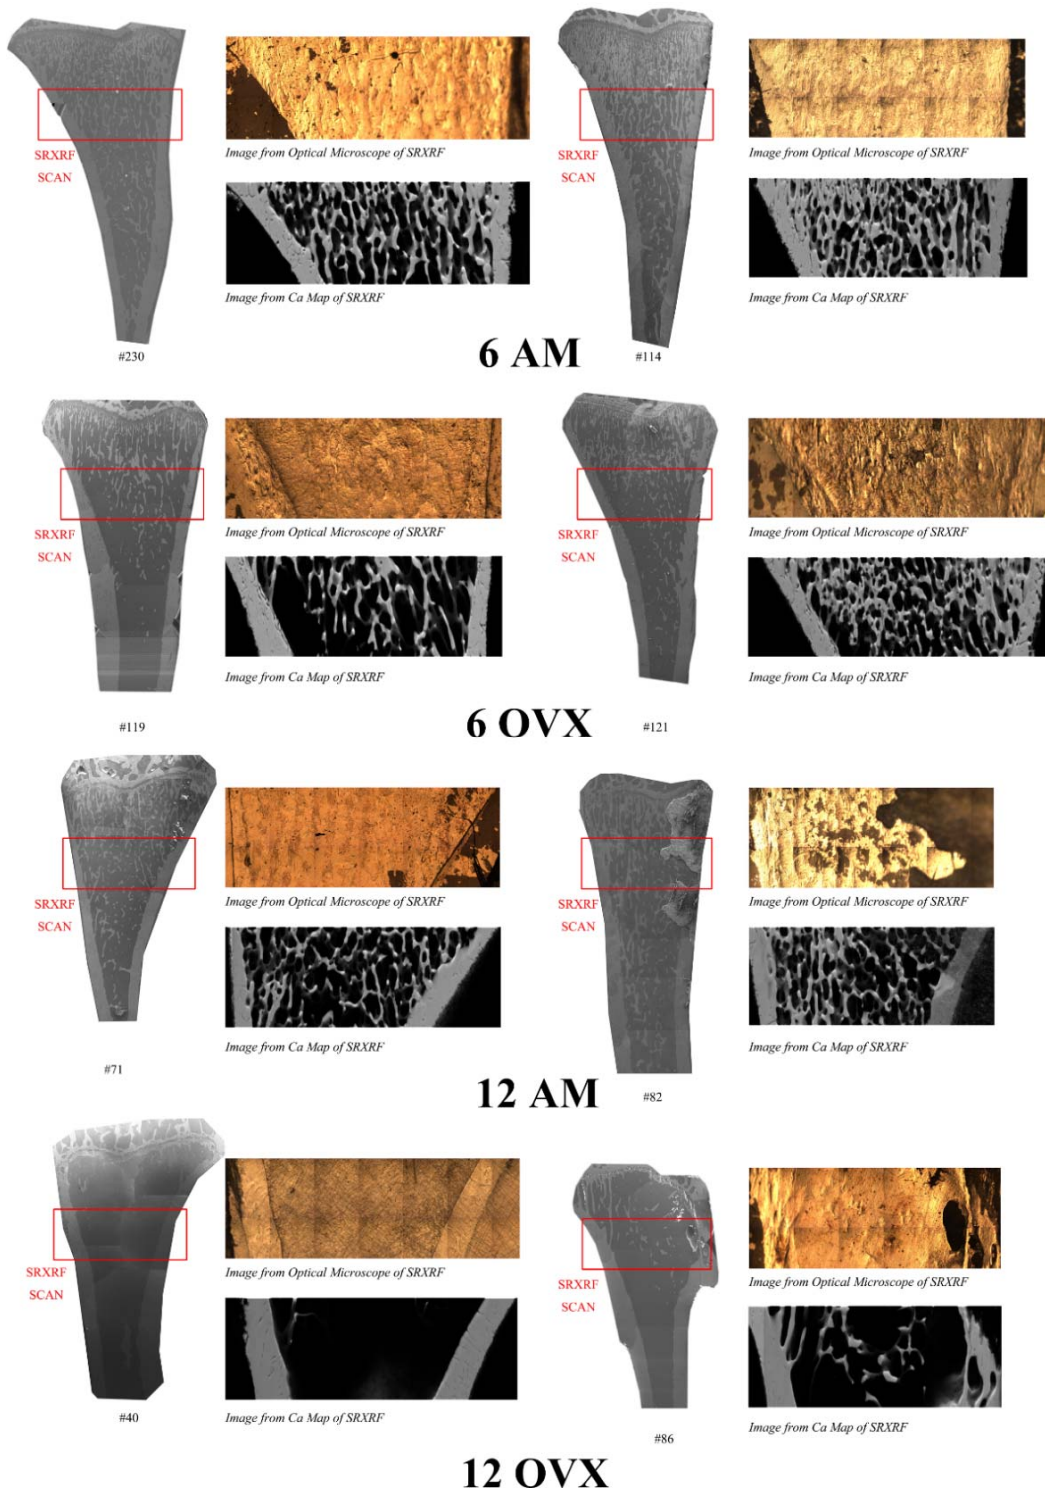 Image from Optical Microscope of SRXRF
Image from Optical Microscope of SRXRF
SRXRF
SCAN
SRXRF
SCAN
Image from Ca Map of SRXRF
Image from Ca Map of SRXRF
#230
6 AM
#114
Image from Optical Microscope of SRXRF
Image from Optical Microscope of SRXRF
SRXRF
SCAN
SRXRF
SCAN
Image from Ca Map of SRXRF
Image from Ca Map of SRXRF
#119
6 OVX
#121
Image from Optical Microscope of SRXRF
Image from Optical Microscope of SRXRF
SRXRF
SCAN
SRXRF
SCAN
Image from Ca Map of SRXRF
Image from Ca Map of SRXRF
#71
12 AM
#82
Image from Optical Microscope of SRXRF
Image from Optical Microscope of SRXRF
SRXRF
SCAN
SRXRF
SCAN
Image from Ca Map of SRXRF
Image from Ca Map of SRXRF
#40
#86
12 OVX